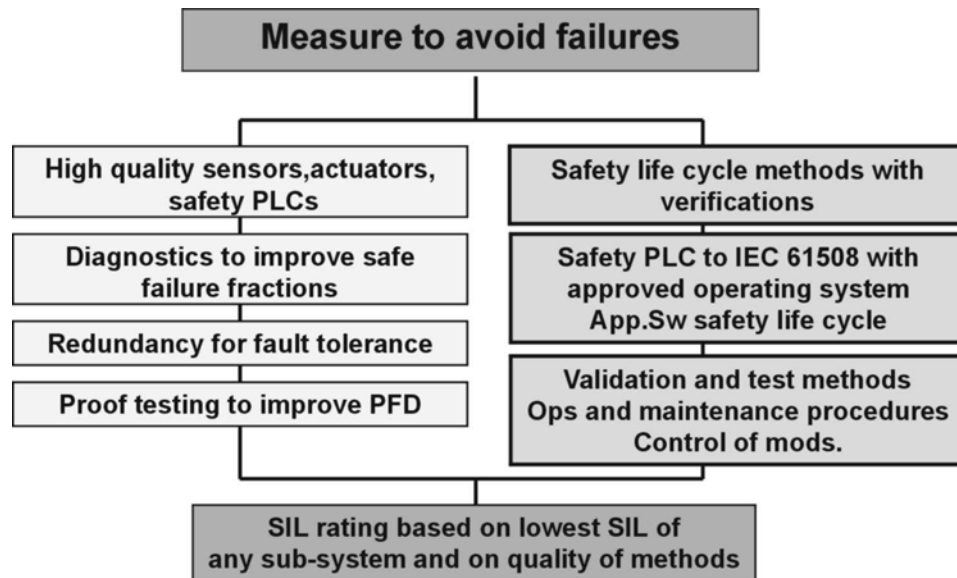 Measure to avoid failures
High quality sensors,actuators,
safety PLCs
Diagnostics to improve safe
failure fractions
Redundancy for fault tolerance
Proof testing to improve PFD
Safety life cycle methods with
verifications
Safety PLC to IEC 61508 with
approved operating system
App.Sw safety life cycle
Validation and test methods
Ops and maintenance procedures
Control of mods.
SIL rating based on lowest SIL of
any sub-system and on quality of methods